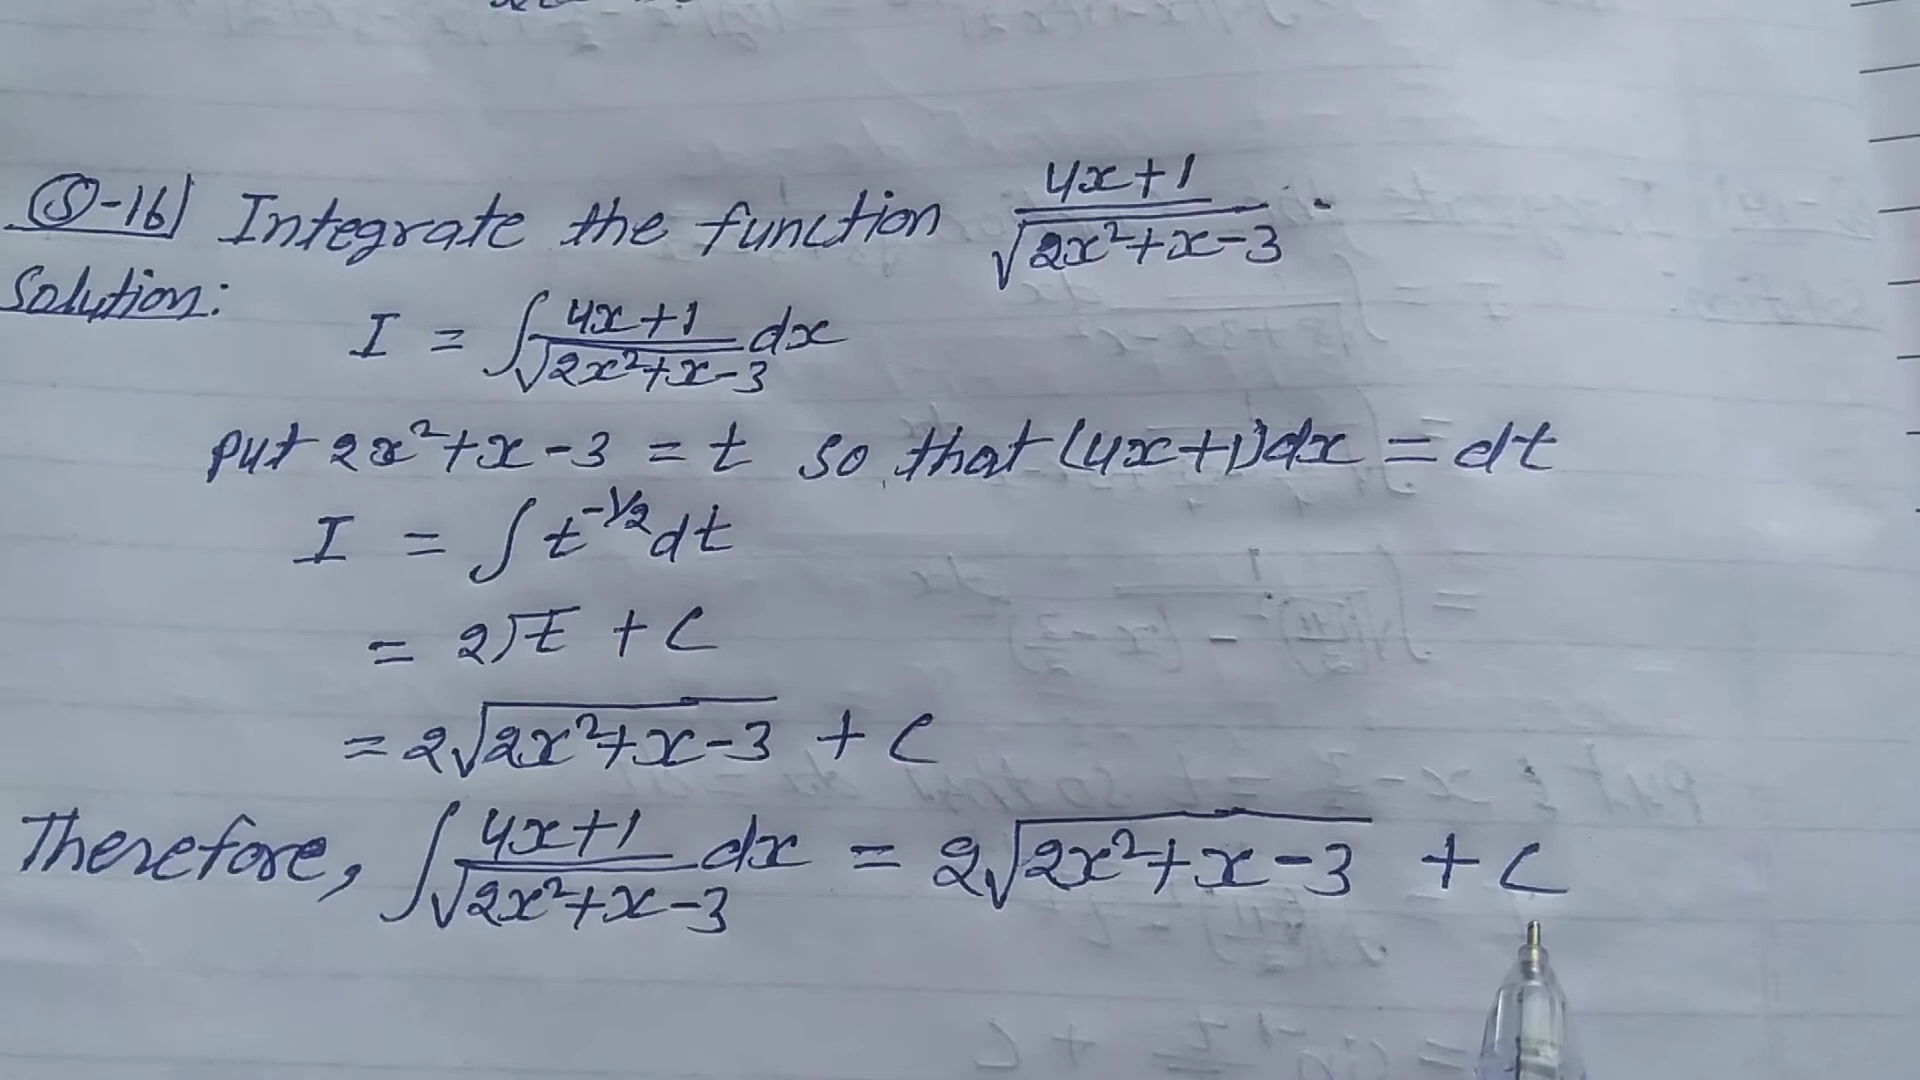 Q-16) Integrate the function (4x+1)/√(2x²+x-3).
Solution:
I = ∫ (4x+1)/√(2x²+x-3) dx
put 2x²+x-3 = t so that (4x+1)dx = dt
I = ∫ t^(-1/2) dt
= 2√t + C
= 2√(2x²+x-3) + C
Therefore, ∫ (4x+1)/√(2x²+x-3) dx = 2√(2x²+x-3) + C